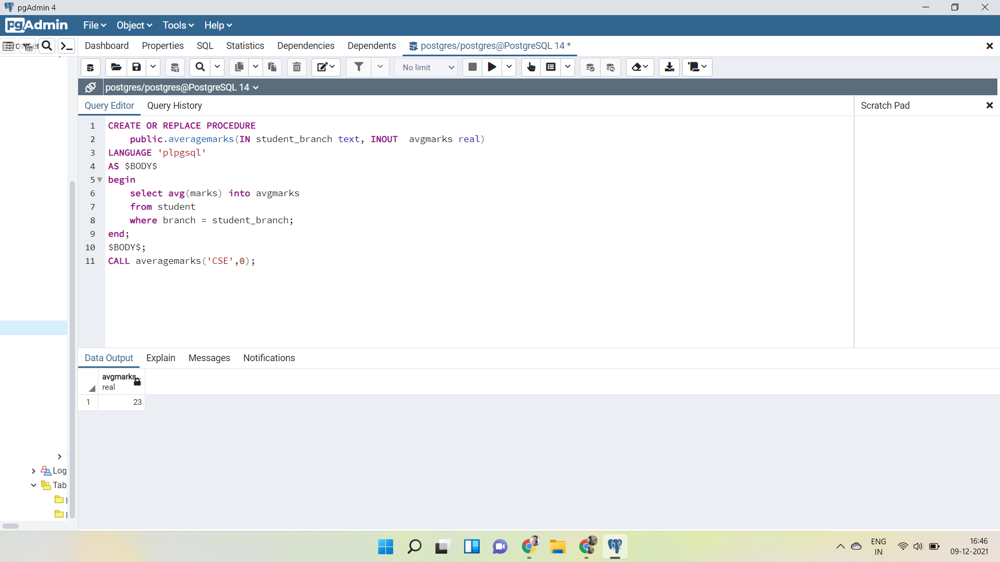 pgAdmin 4
pgAdmin File Object Tools Help
Browser Dashboard Properties SQL Statistics Dependencies Dependents postgres/postgres@PostgreSQL 14 *
No limit
postgres/postgres@PostgreSQL 14
Query Editor Query History Scratch Pad
1 CREATE OR REPLACE PROCEDURE
2 public.averagemarks(IN student_branch text, INOUT  avgmarks real)
3 LANGUAGE 'plpgsql'
4 AS $BODY$
5 begin
6 select avg(marks) into avgmarks
7 from student
8 where branch = student_branch;
9 end;
10 $BODY$;
11 CALL averagemarks('CSE',0);
Data Output Explain Messages Notifications
avgmarks
real
1 23
Log
Tab
ENG
IN
16:46
09-12-2021